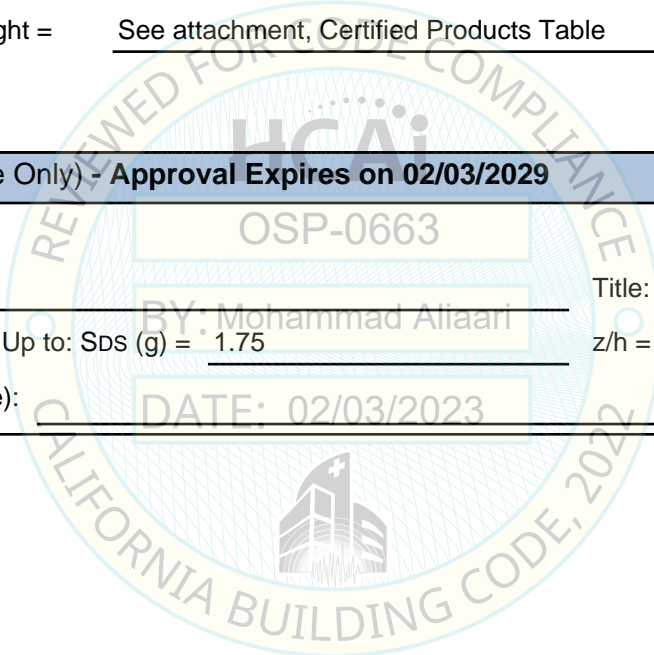 ght = See attachment, Certified Products Table
REVIEWED FOR CODE COMPLIANCE
HCAi
e Only) - Approval Expires on 02/03/2029
OSP-0663
Title:
BY: Mohammad Aliaari
Up to: SDS (g) = 1.75 z/h =
e):
DATE: 02/03/2023
CALIFORNIA BUILDING CODE, 2022